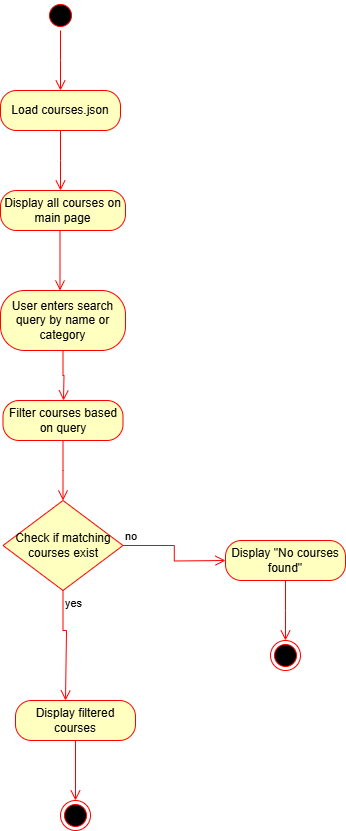 Load courses.json
Display all courses on
main page
User enters search
query by name or
category
Filter courses based
on query
Check if matching
courses exist
no
Display "No courses
found"
yes
Display filtered
courses